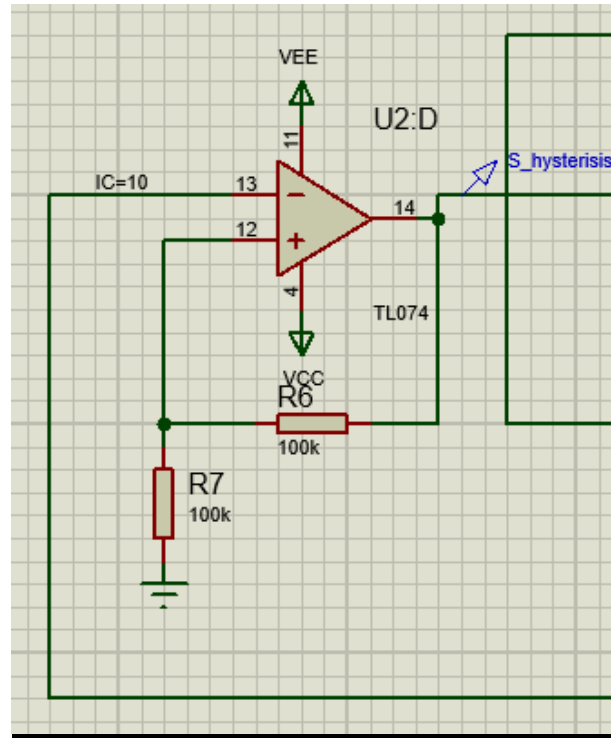 VEE
U2:D
11
S_hysterisis
IC=10
13
14
12
4
TL074
VCC
R6
100k
R7
100k